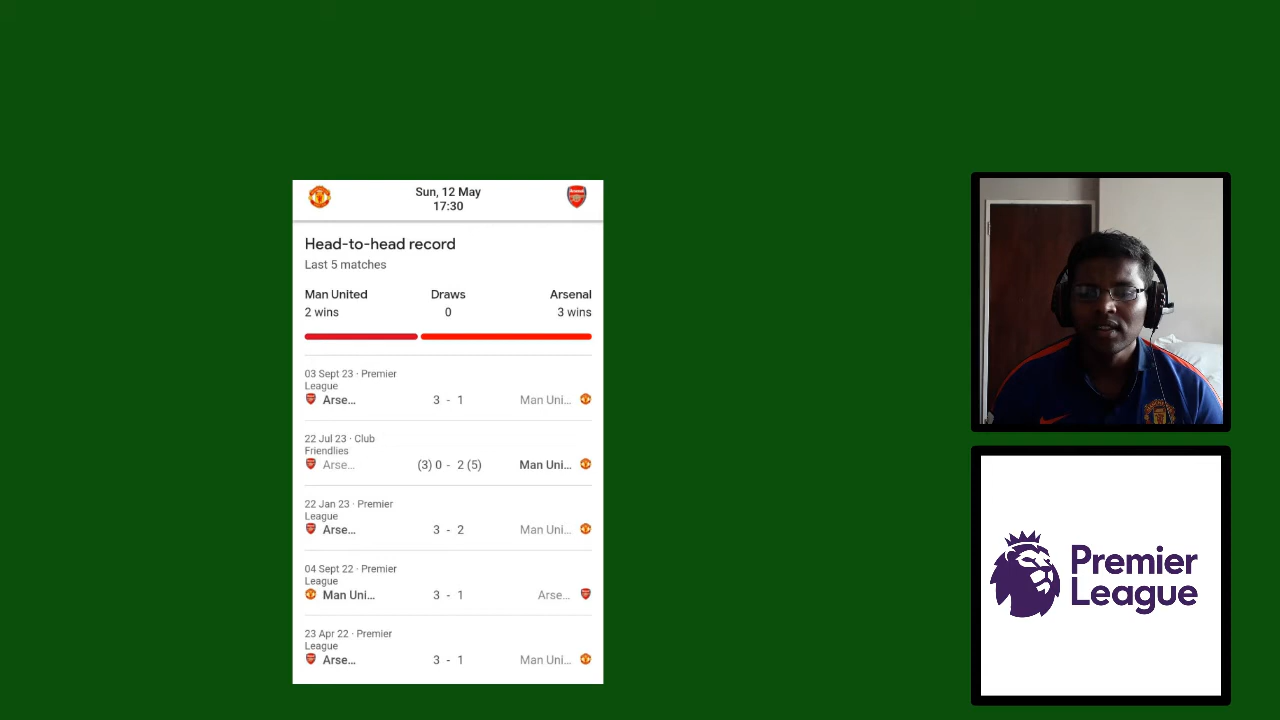 Sun, 12 May
17:30
Head-to-head record
Last 5 matches
Man United Draws Arsenal
2 wins 0 3 wins
03 Sept 23 · Premier
League
Arse... 3 - 1 Man Uni...
22 Jul 23 · Club
Friendlies
Arse... (3) 0 - 2 (5) Man Uni...
22 Jan 23 · Premier
League
Arse... 3 - 2 Man Uni...
04 Sept 22 · Premier
League
Man Uni... 3 - 1 Arse...
23 Apr 22 · Premier
League
Arse... 3 - 1 Man Uni...
Premier
League